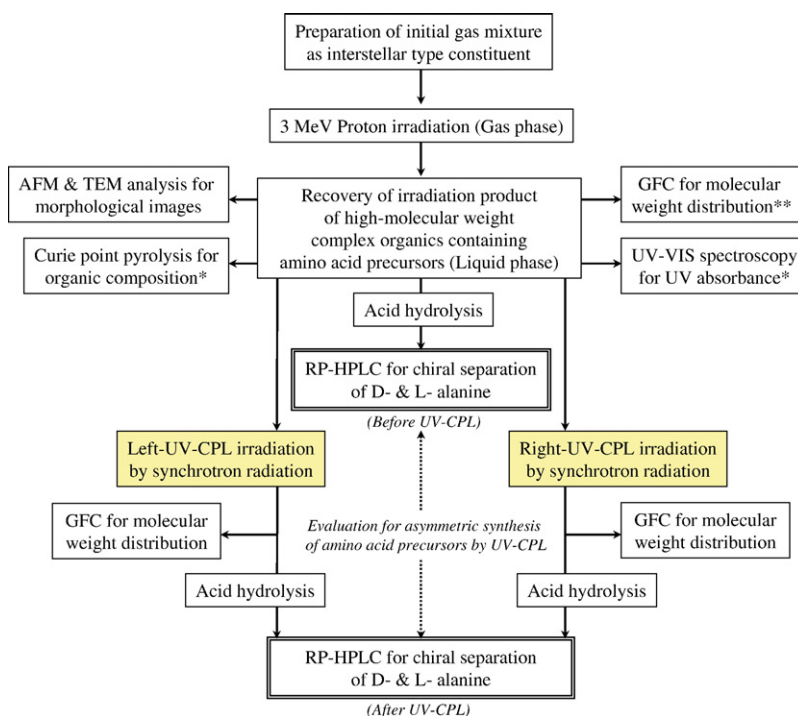 Preparation of initial gas mixture
as interstellar type constituent
3 MeV Proton irradiation (Gas phase)
AFM & TEM analysis for
morphological images
Recovery of irradiation product
of high-molecular weight
complex organics containing
amino acid precursors (Liquid phase)
GFC for molecular
weight distribution**
Curie point pyrolysis for
organic composition*
UV-VIS spectroscopy
for UV absorbance*
Acid hydrolysis
RP-HPLC for chiral separation
of D- & L- alanine
(Before UV-CPL)
Left-UV-CPL irradiation
by synchrotron radiation
Right-UV-CPL irradiation
by synchrotron radiation
GFC for molecular
weight distribution
Evaluation for asymmetric synthesis
of amino acid precursors by UV-CPL
GFC for molecular
weight distribution
Acid hydrolysis
Acid hydrolysis
RP-HPLC for chiral separation
of D- & L- alanine
(After UV-CPL)